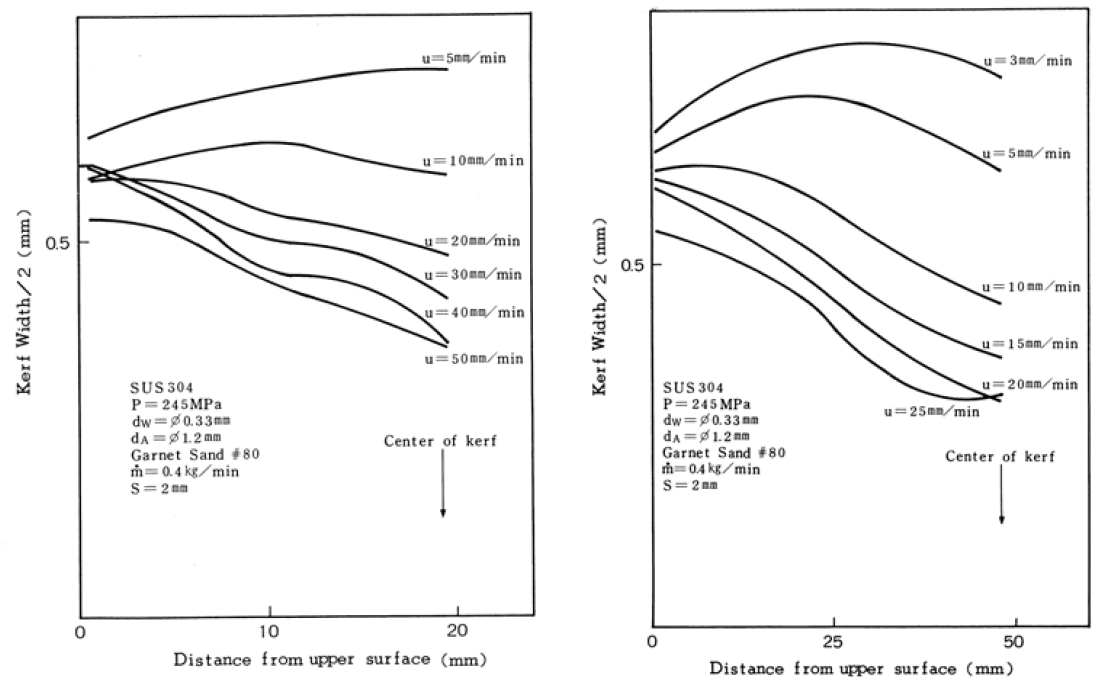 u=5mm/min
u=10mm/min
u=20mm/min
u=30mm/min
u=40mm/min
u=50mm/min
0.5
Kerf Width/2 (mm)
SUS304
P=245MPa
dw=⌀0.33mm
dA=⌀1.2mm
Garnet Sand #80
ṁ=0.4kg/min
S=2mm
Center of kerf
0
10
20
Distance from upper surface (mm)
u=3mm/min
u=5mm/min
u=10mm/min
u=15mm/min
u=20mm/min
u=25mm/min
0.5
Kerf Width/2 (mm)
SUS304
P=245MPa
dw=⌀0.33mm
dA=⌀1.2mm
Garnet Sand #80
ṁ=0.4kg/min
S=2mm
Center of kerf
0
25
50
Distance from upper surface (mm)